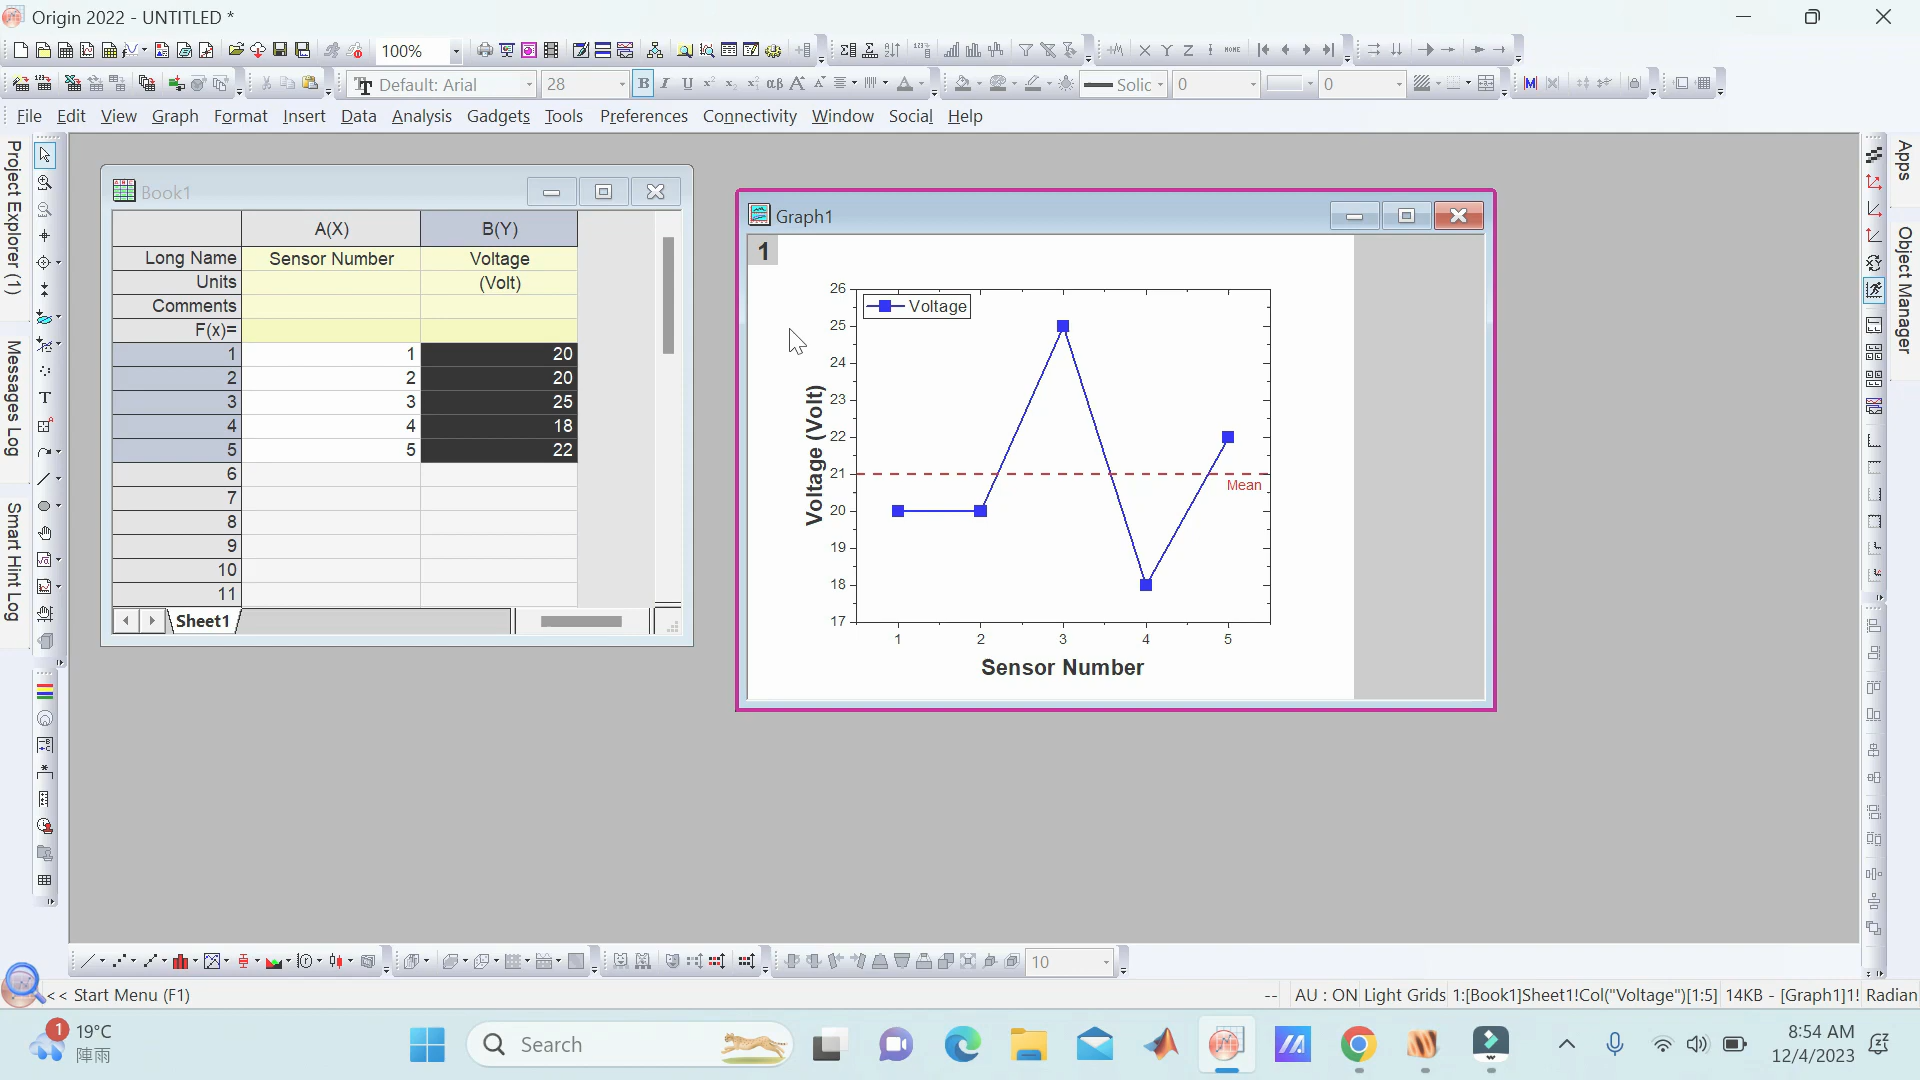 Origin 2022 - UNTITLED *
100%
Default: Arial
28
B I U
αβ
Solic
0
0
File Edit View Graph Format Insert Data Analysis Gadgets Tools Preferences Connectivity Window Social Help
Project Explorer (1)
Messages Log
Smart Hint Log
Apps
Object Manager
Book1
A(X) B(Y)
Long Name Sensor Number Voltage
Units (Volt)
Comments
F(x)=
1 1 20
2 2 20
3 3 25
4 4 18
5 5 22
6
7
8
9
10
11
Sheet1
Graph1
1
Voltage
26
25
24
23
22
21
20
19
18
17
Voltage (Volt)
Mean
1 2 3 4 5
Sensor Number
10
<< Start Menu (F1)
-- AU : ON Light Grids 1:[Book1]Sheet1!Col("Voltage")[1:5] 14KB - [Graph1]1! Radian
1
19°C
陣雨
Search
8:54 AM
12/4/2023